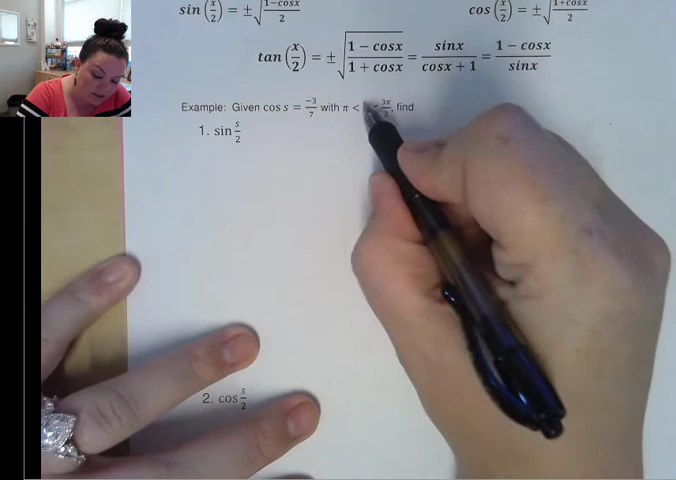 sin(x/2) = ±√((1−cosx)/2) cos(x/2) = ±√((1+cosx)/2)
tan(x/2) = ±√((1 − cosx)/(1 + cosx)) = sinx/(cosx + 1) = (1 − cosx)/sinx
Example: Given cos s = −3/7 with π < 3π/2, find
1. sin s/2
2. cos s/2